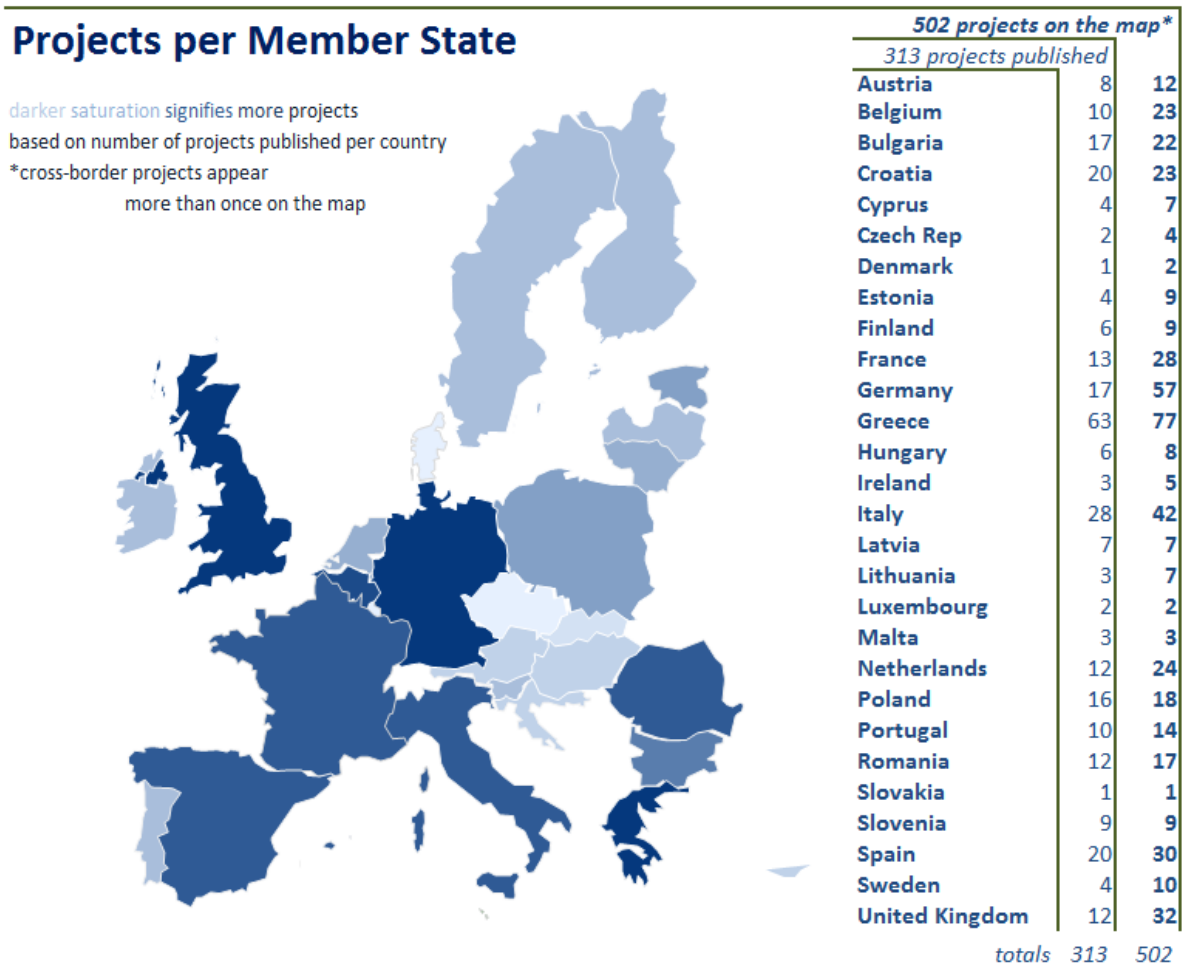 Projects per Member State
darker saturation signifies more projects
based on number of projects published per country
*cross-border projects appear
more than once on the map
502 projects on the map*
313 projects published
Austria 8 12
Belgium 10 23
Bulgaria 17 22
Croatia 20 23
Cyprus 4 7
Czech Rep 2 4
Denmark 1 2
Estonia 4 9
Finland 6 9
France 13 28
Germany 17 57
Greece 63 77
Hungary 6 8
Ireland 3 5
Italy 28 42
Latvia 7 7
Lithuania 3 7
Luxembourg 2 2
Malta 3 3
Netherlands 12 24
Poland 16 18
Portugal 10 14
Romania 12 17
Slovakia 1 1
Slovenia 9 9
Spain 20 30
Sweden 4 10
United Kingdom 12 32
totals 313 502